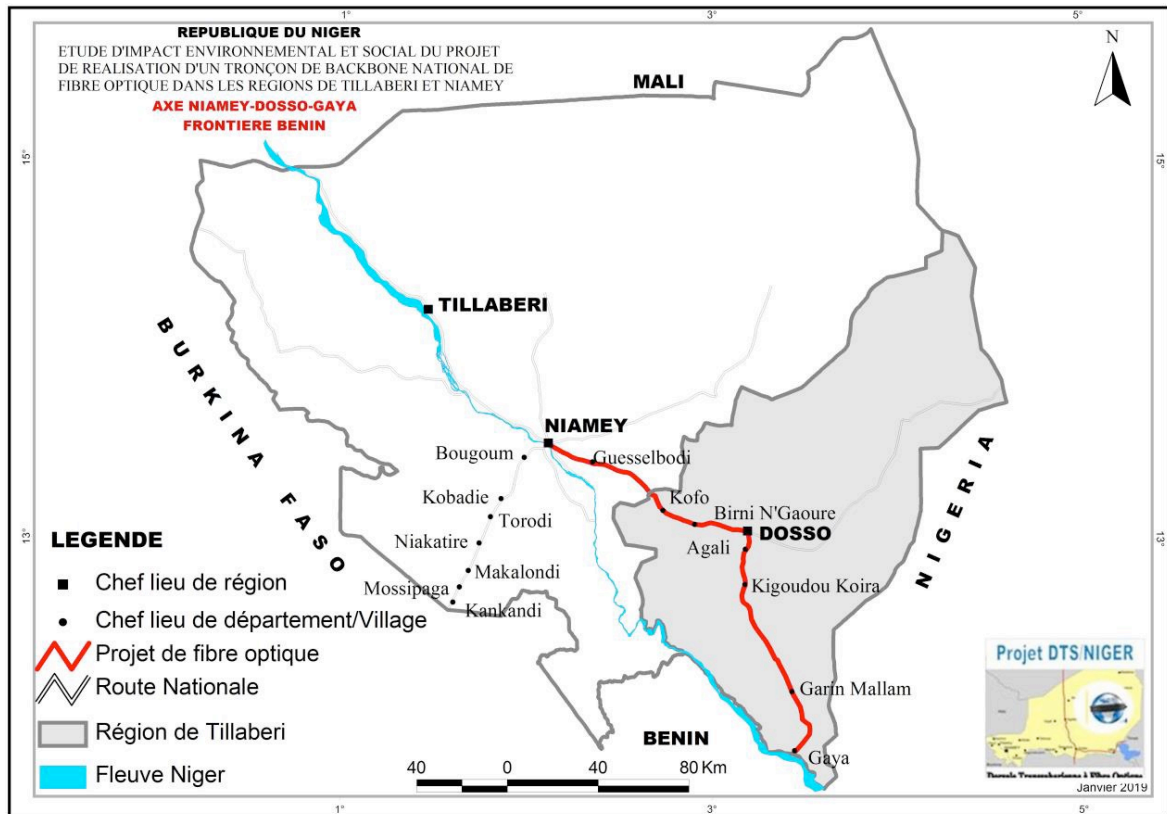 1°
3°
5°
REPUBLIQUE DU NIGER
ETUDE D'IMPACT ENVIRONNEMENTAL ET SOCIAL DU PROJET
DE REALISATION D'UN TRONÇON DE BACKBONE NATIONAL DE
FIBRE OPTIQUE DANS LES REGIONS DE TILLABERI ET NIAMEY
AXE NIAMEY-DOSSO-GAYA
FRONTIERE BENIN
N
MALI
15°
15°
TILLABERI
BURKINA FASO
NIAMEY
Bougoum
Guesselbodi
Kobadie
Kofo
Torodi
Birni N'Gaoure
DOSSO
13°
13°
Niakatire
Agali
NIGERIA
Makalondi
Kigoudou Koira
Mossipaga
Kankandi
Garin Mallam
BENIN
Gaya
LEGENDE
Chef lieu de région
Chef lieu de département/Village
Projet de fibre optique
Route Nationale
Région de Tillaberi
Fleuve Niger
40 0 40 80 Km
Projet DTS/NIGER
Dorsale Transsaharienne à Fibre Optique
Janvier 2019
1°
3°
5°